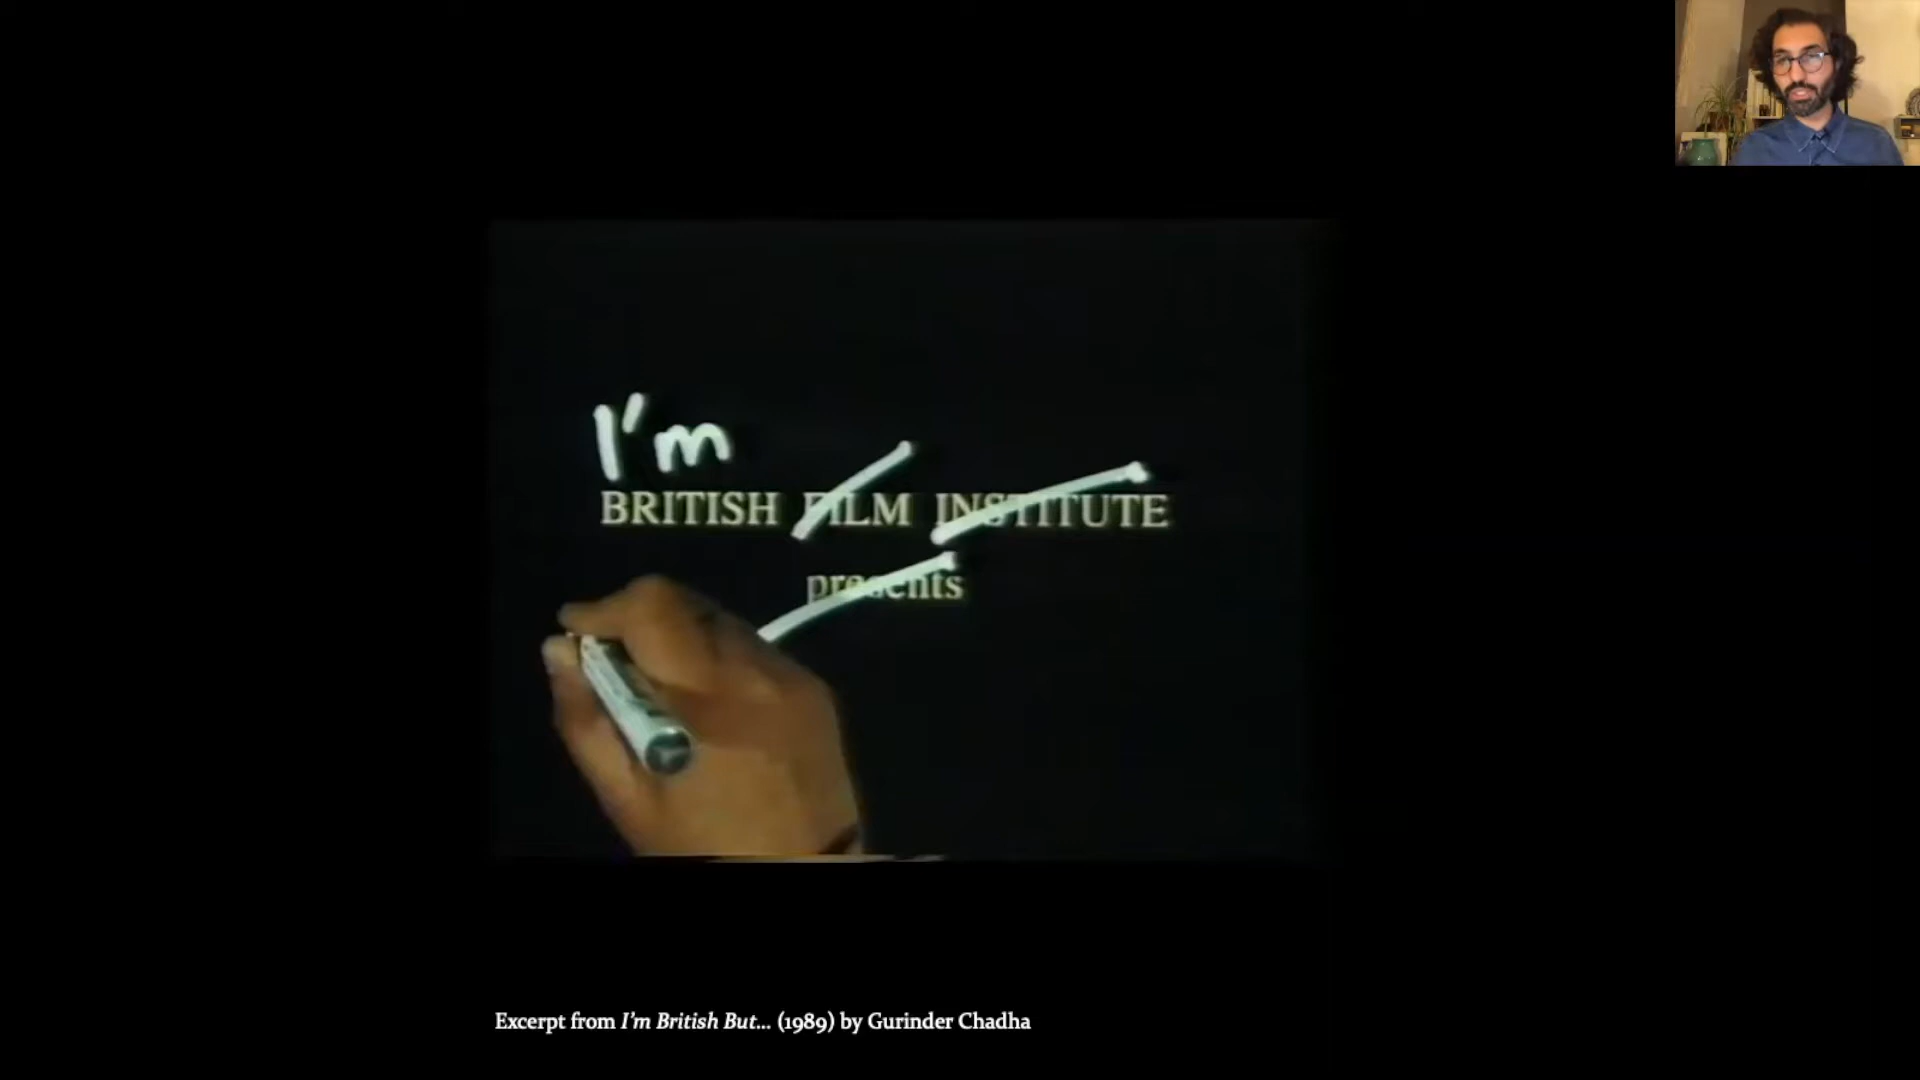 I'm
BRITISH FILM INSTITUTE
presents
Excerpt from I'm British But... (1989) by Gurinder Chadha